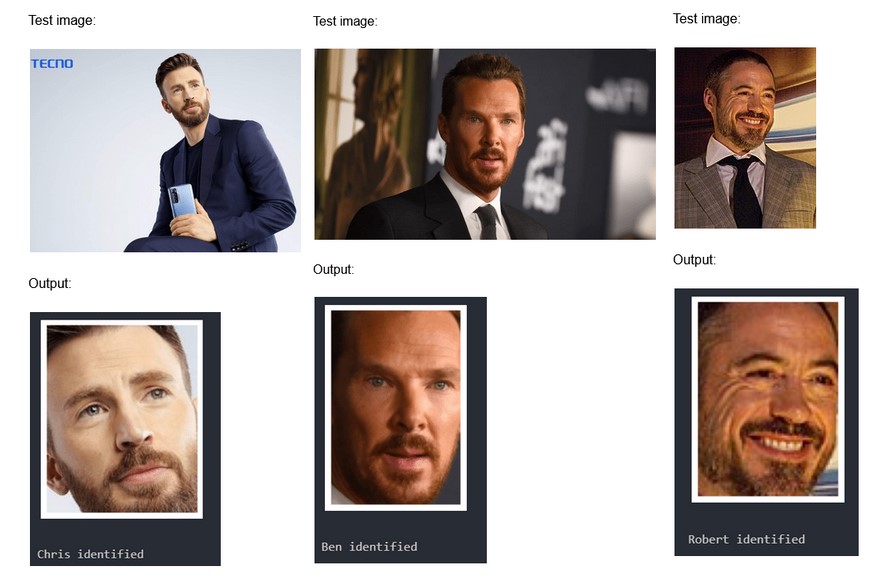 Test image:
TECNO
Output:
Chris identified
Test image:
Output:
Ben identified
Test image:
Output:
Robert identified